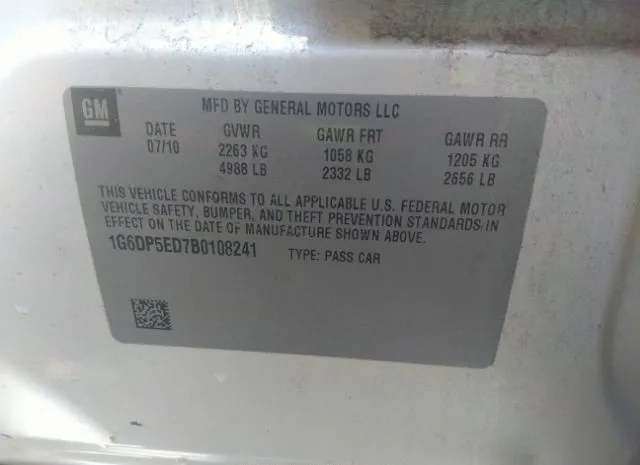 GM
MFD BY GENERAL MOTORS LLC
DATE GVWR GAWR FRT GAWR RR
07/10 2263 KG 1058 KG 1205 KG
4988 LB 2332 LB 2656 LB
THIS VEHICLE CONFORMS TO ALL APPLICABLE U.S. FEDERAL MOTOR
VEHICLE SAFETY, BUMPER, AND THEFT PREVENTION STANDARDS IN
EFFECT ON THE DATE OF MANUFACTURE SHOWN ABOVE.
1G6DP5ED7B0108241 TYPE: PASS CAR